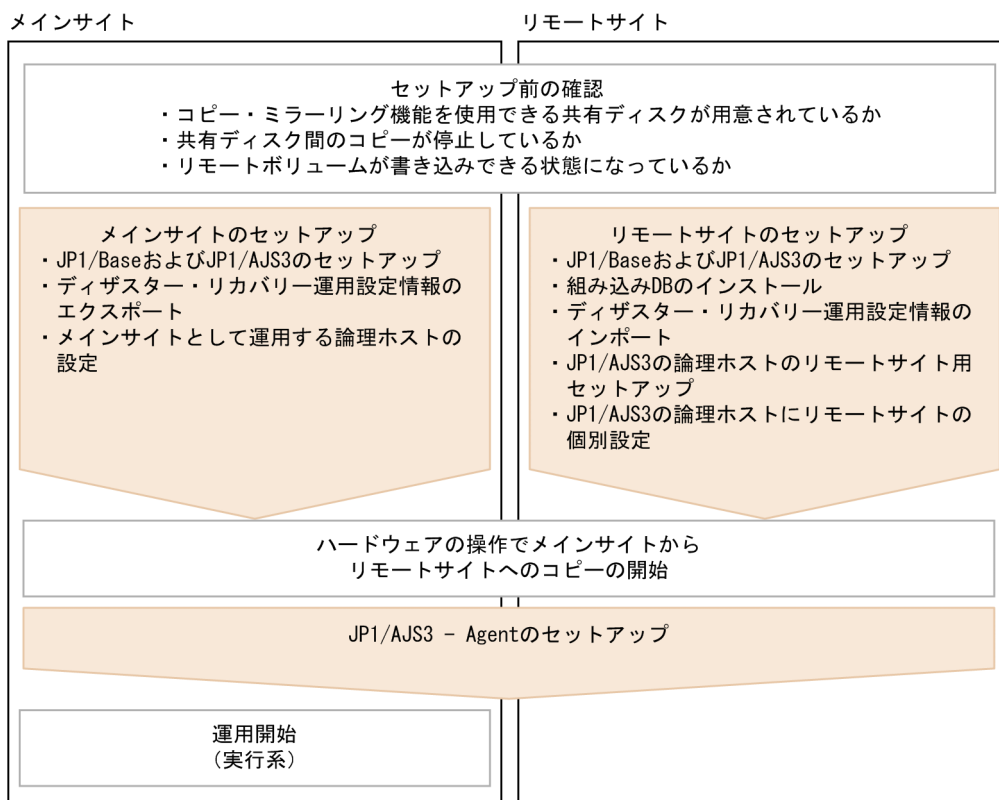 メインサイト
リモートサイト
セットアップ前の確認
・コピー・ミラーリング機能を使用できる共有ディスクが用意されているか
・共有ディスク間のコピーが停止しているか
・リモートボリュームが書き込みできる状態になっているか
メインサイトのセットアップ
・JP1/BaseおよびJP1/AJS3のセットアップ
・ディザスター・リカバリー運用設定情報の
エクスポート
・メインサイトとして運用する論理ホストの
設定
リモートサイトのセットアップ
・JP1/BaseおよびJP1/AJS3のセットアップ
・組み込みDBのインストール
・ディザスター・リカバリー運用設定情報の
インポート
・JP1/AJS3の論理ホストのリモートサイト用
セットアップ
・JP1/AJS3の論理ホストにリモートサイトの
個別設定
ハードウェアの操作でメインサイトから
リモートサイトへのコピーの開始
JP1/AJS3 － Agentのセットアップ
運用開始
（実行系）